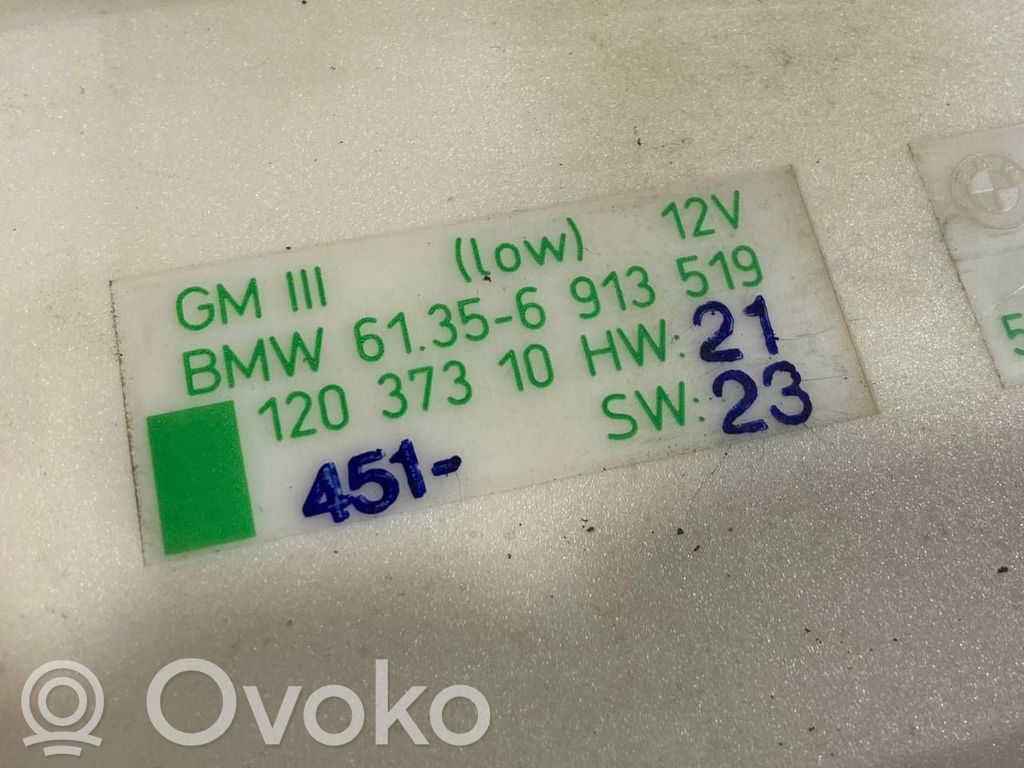 GM III (low) 12V
BMW 61.35-6 913 519
120 373 10 HW: 21
SW: 23
451-
5
Ovoko